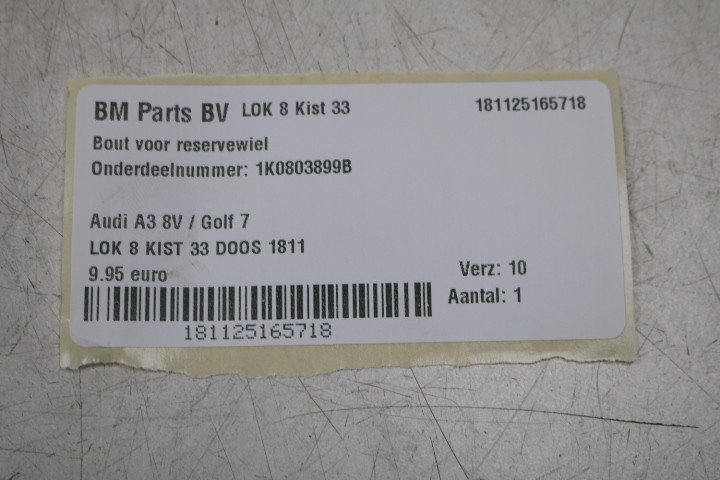 BM Parts BV LOK 8 Kist 33 181125165718
Bout voor reservewiel
Onderdeelnummer: 1K0803899B
Audi A3 8V / Golf 7
LOK 8 KIST 33 DOOS 1811
9.95 euro Verz: 10
Aantal: 1
181125165718